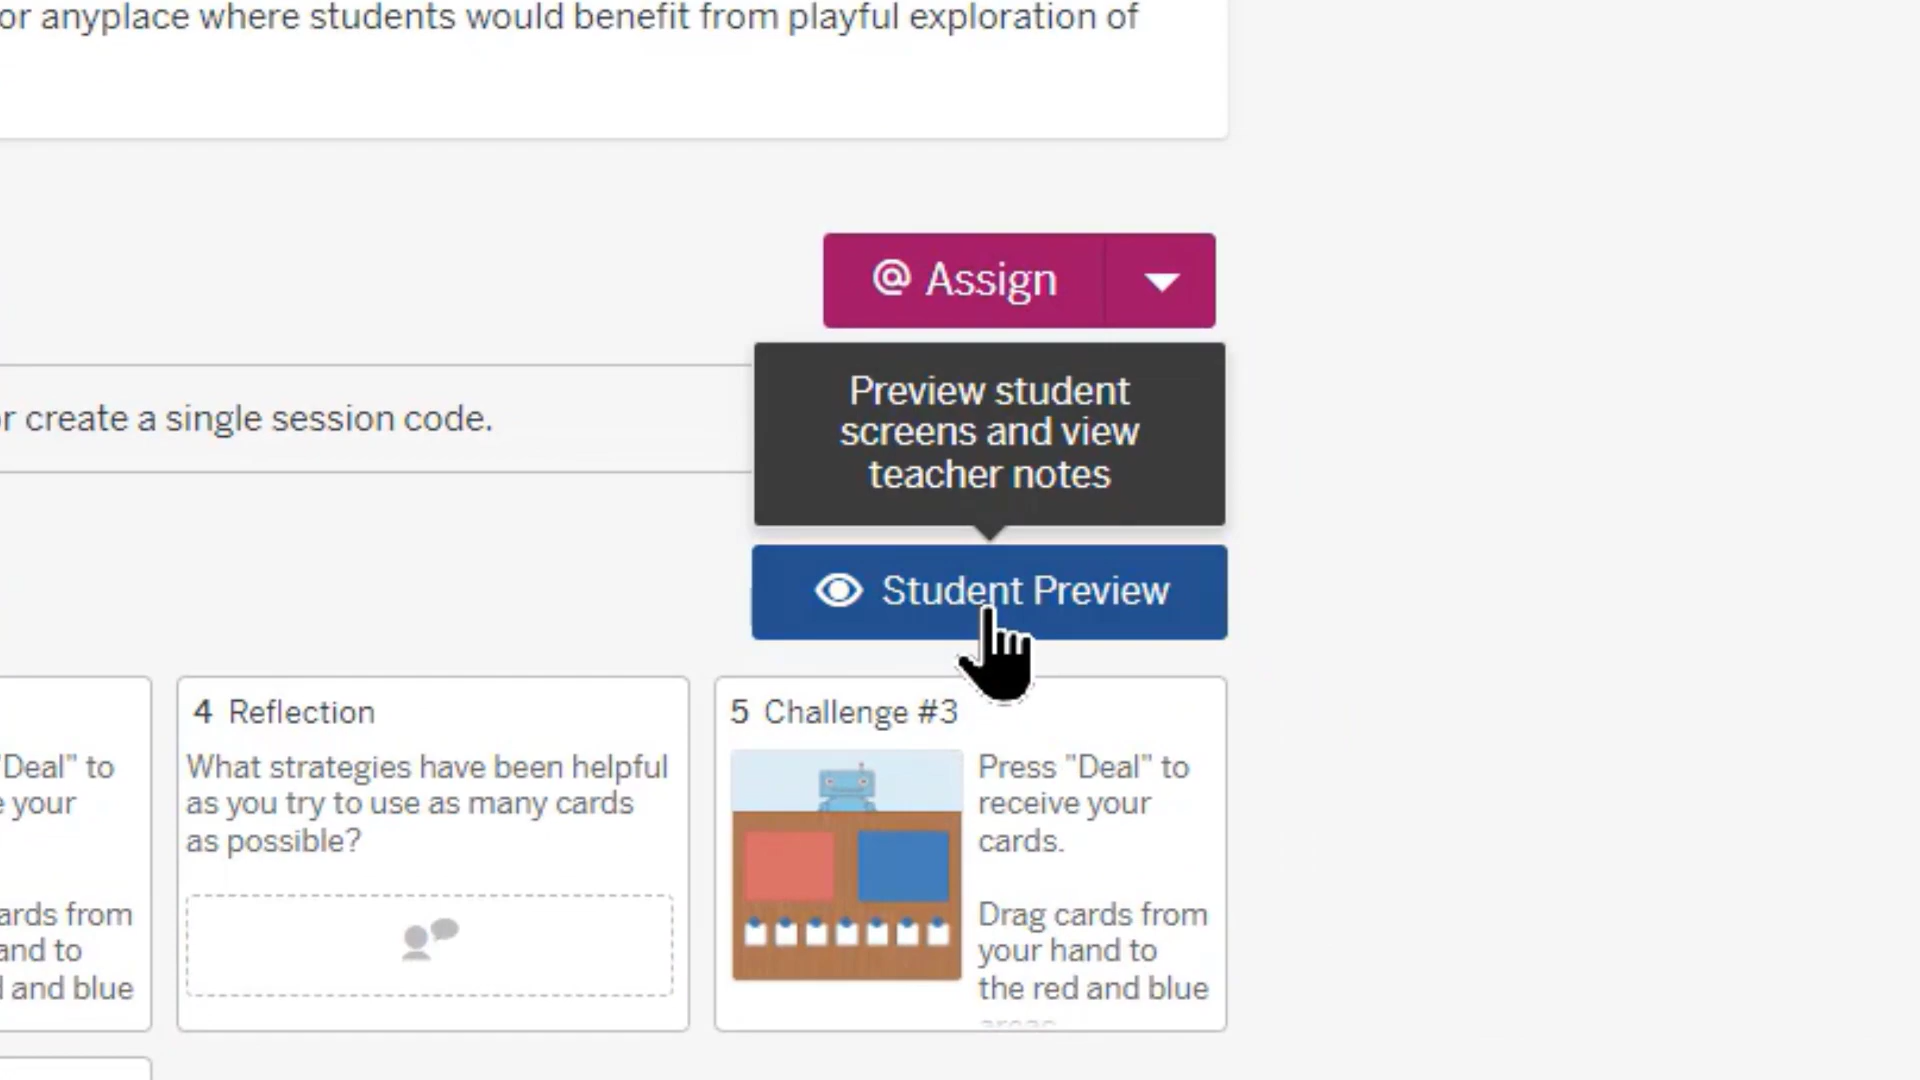 or anyplace where students would benefit from playful exploration of
@ Assign
Preview student
screens and view
teacher notes
r create a single session code.
Student Preview
"Deal" to
e your
ards from
and to
d and blue
4 Reflection
What strategies have been helpful
as you try to use as many cards
as possible?
5 Challenge #3
Press "Deal" to
receive your
cards.
Drag cards from
your hand to
the red and blue
areas.